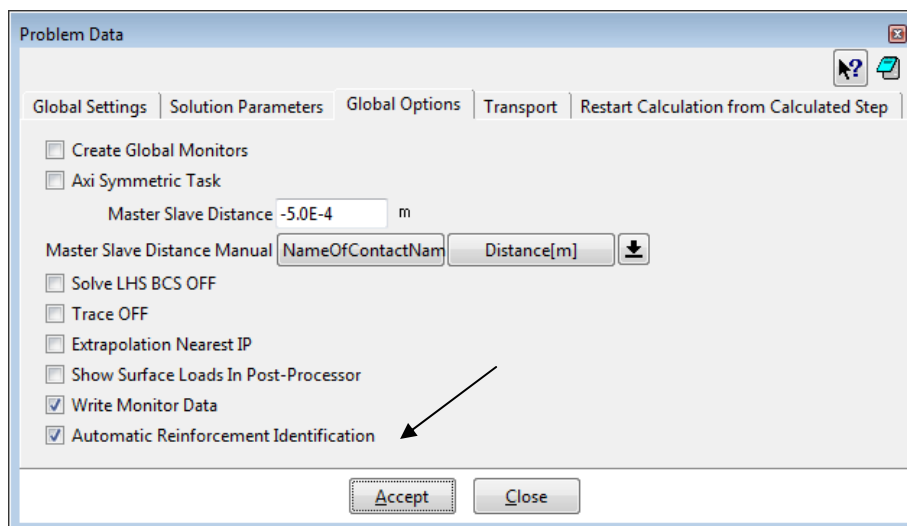 Problem Data
Global Settings Solution Parameters Global Options Transport Restart Calculation from Calculated Step
Create Global Monitors
Axi Symmetric Task
Master Slave Distance -5.0E-4 m
Master Slave Distance Manual NameOfContactNam Distance[m]
Solve LHS BCS OFF
Trace OFF
Extrapolation Nearest IP
Show Surface Loads In Post-Processor
Write Monitor Data
Automatic Reinforcement Identification
Accept Close